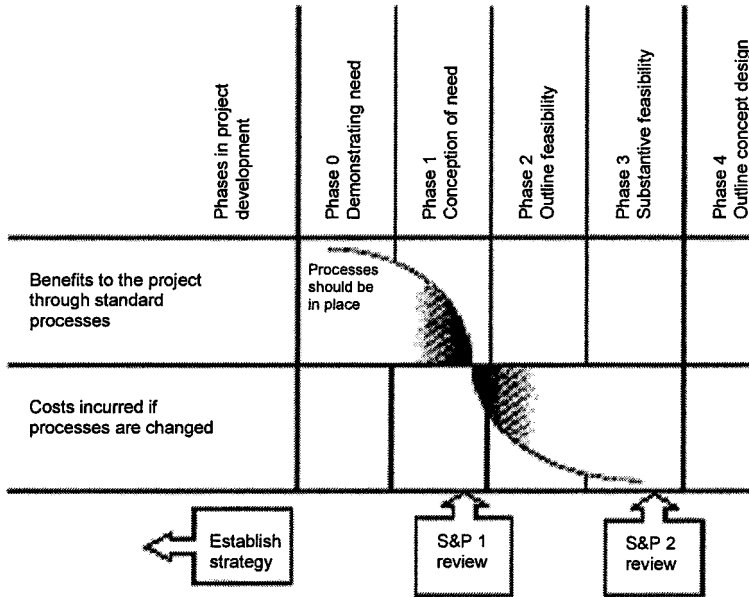 Phases in project
development
Phase 0
Demonstrating need
Phase 1
Conception of need
Phase 2
Outline feasibility
Phase 3
Substantive feasibility
Phase 4
Outline concept design
Benefits to the project
through standard
processes
Processes
should be
in place
Costs incurred if
processes are changed
Establish
strategy
S&P 1
review
S&P 2
review